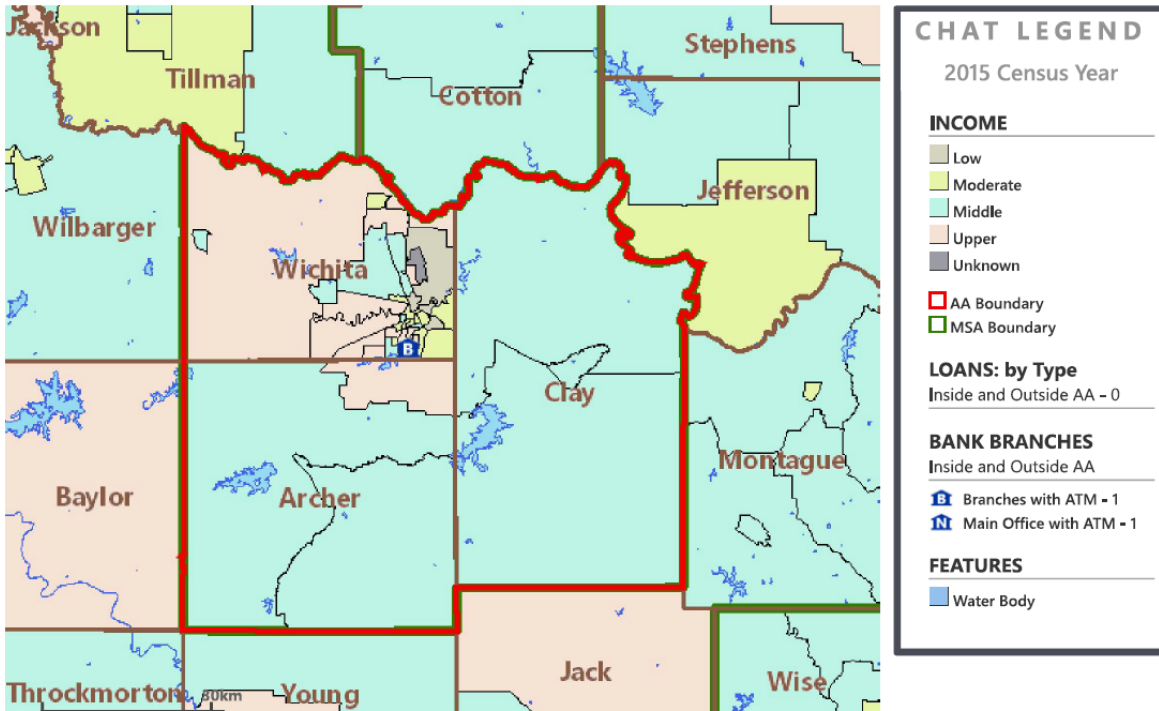 Jackson
Tillman
Stephens
Cotton
Jefferson
Wilbarger
Wichita
B
Clay
Montague
Baylor
Archer
Jack
Wise
Throckmorton
30km
Young
CHAT LEGEND
2015 Census Year
INCOME
Low
Moderate
Middle
Upper
Unknown
AA Boundary
MSA Boundary
LOANS: by Type
Inside and Outside AA - 0
BANK BRANCHES
Inside and Outside AA
B Branches with ATM - 1
N Main Office with ATM - 1
FEATURES
Water Body